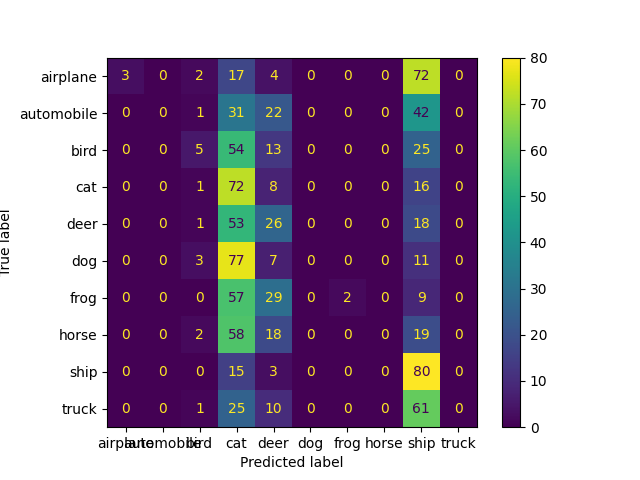 airplane 3 0 2 17 4 0 0 0 72 0
automobile 0 0 1 31 22 0 0 0 42 0
bird 0 0 5 54 13 0 0 0 25 0
cat 0 0 1 72 8 0 0 0 16 0
deer 0 0 1 53 26 0 0 0 18 0
dog 0 0 3 77 7 0 0 0 11 0
frog 0 0 0 57 29 0 2 0 9 0
horse 0 0 2 58 18 0 0 0 19 0
ship 0 0 0 15 3 0 0 0 80 0
truck 0 0 1 25 10 0 0 0 61 0
airplane automobile bird cat deer dog frog horse ship truck
Predicted label
True label
80
70
60
50
40
30
20
10
0